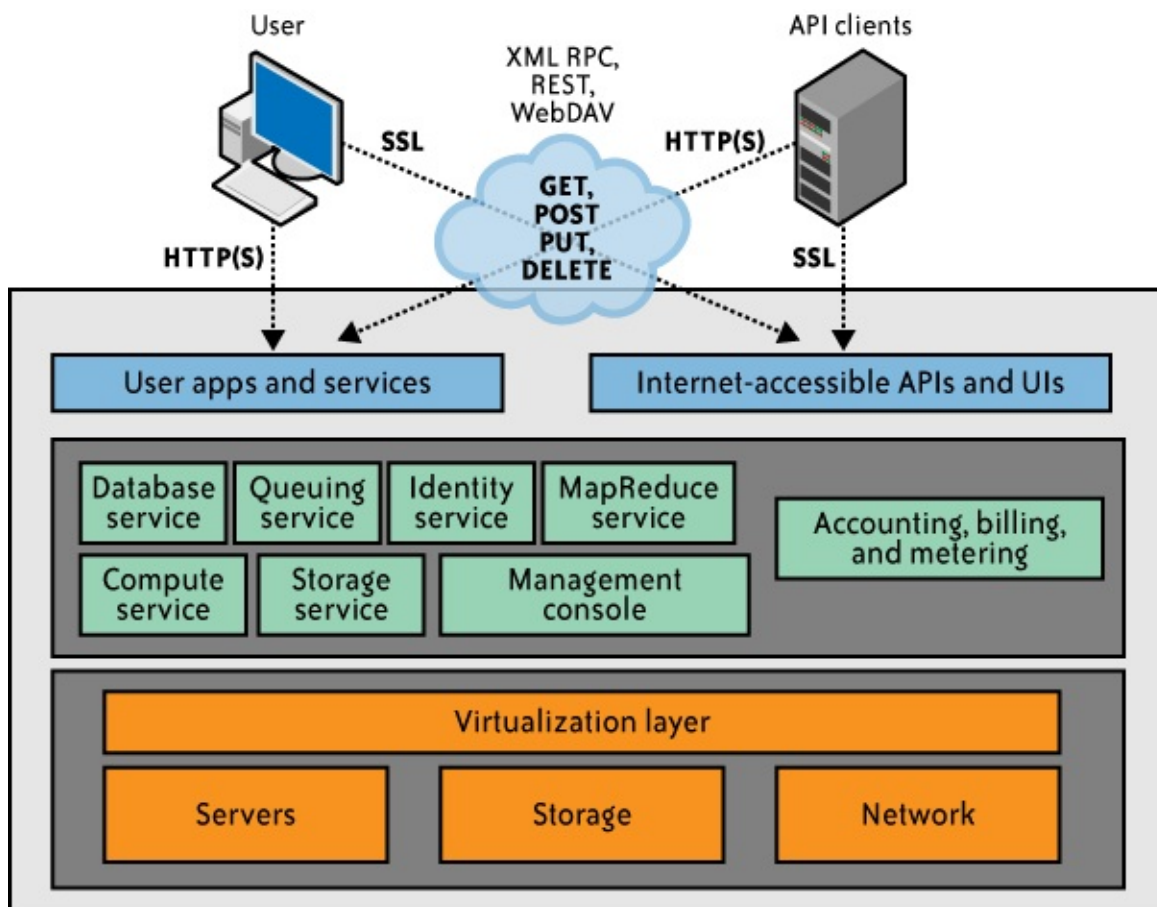 User
API clients
XML RPC,
REST,
WebDAV
SSL
HTTP(S)
GET,
POST
PUT,
DELETE
HTTP(S)
SSL
User apps and services
Internet-accessible APIs and UIs
Database
service
Queuing
service
Identity
service
MapReduce
service
Accounting, billing,
and metering
Compute
service
Storage
service
Management
console
Virtualization layer
Servers
Storage
Network